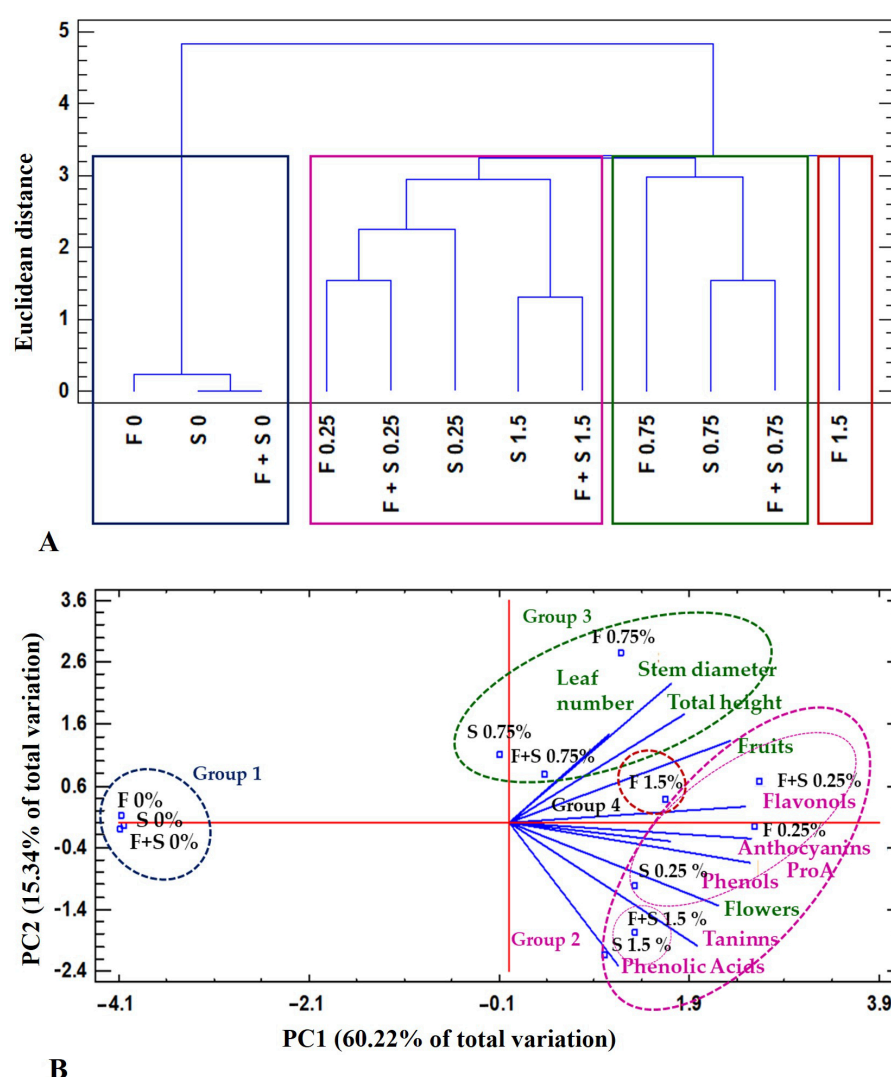 5
4
3
2
1
0
Euclidean distance
F 0
S 0
F + S 0
F 0.25
F + S 0.25
S 0.25
S 1.5
F + S 1.5
F 0.75
S 0.75
F + S 0.75
F 1.5
A
3.6
2.6
1.6
0.6
−0.4
−1.4
−2.4
PC2 (15.34% of total variation)
Group 3
F 0.75%
Leaf
number
Stem diameter
Total height
S 0.75%
F+S 0.75%
Fruits
Group 1
F 1.5%
F+S 0.25%
F 0%
Group 4
Flavonols
S 0%
F 0.25%
F+S 0%
Anthocyanins
S 0.25 %
Phenols
ProA
Flowers
F+S 1.5 %
Group 2
S 1.5 %
Taninns
Phenolic Acids
−4.1
−2.1
−0.1
1.9
3.9
PC1 (60.22% of total variation)
B